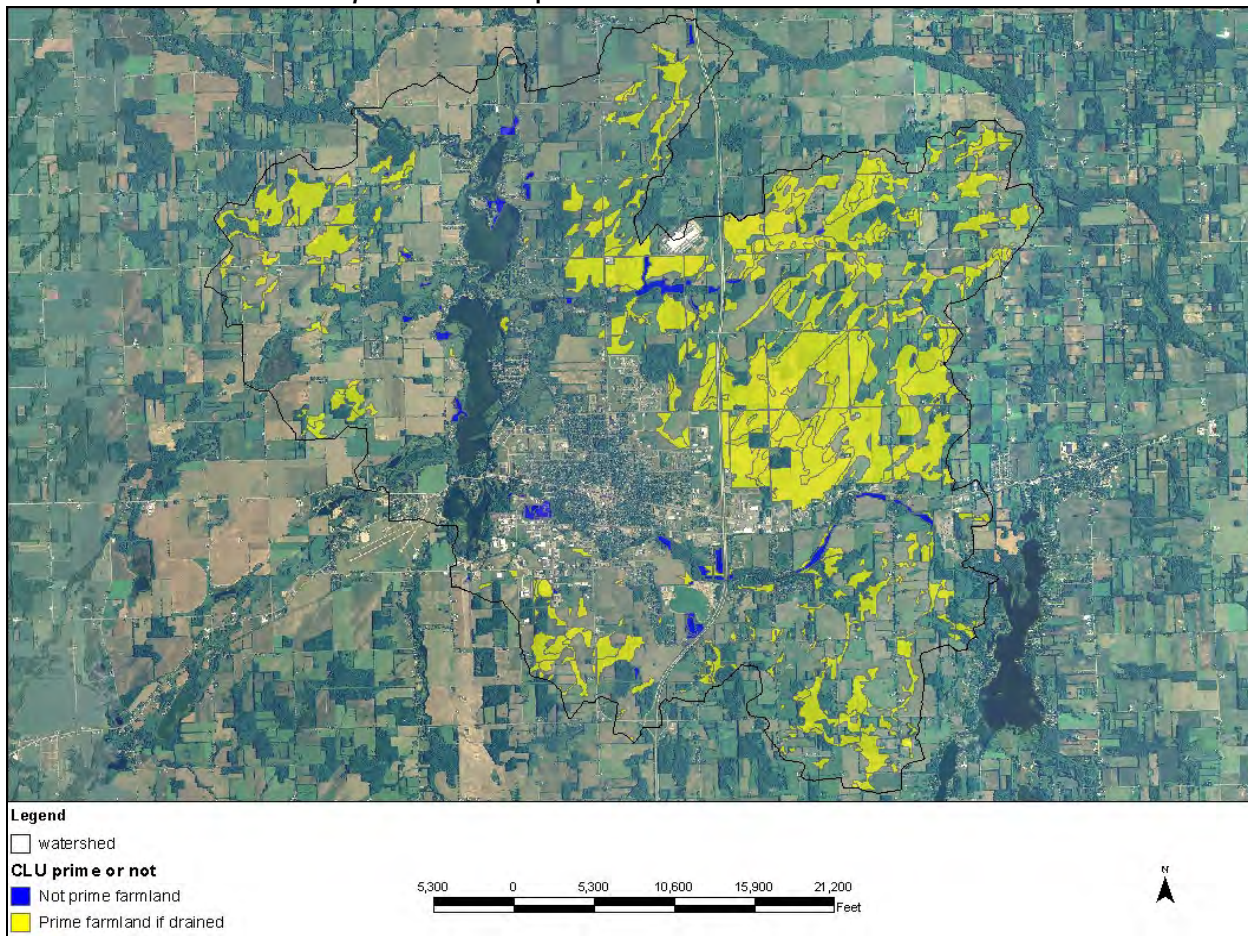 Legend
watershed
CLU prime or not
Not prime farmland
Prime farmland if drained
5,300 0 5,300 10,600 15,900 21,200
Feet
N